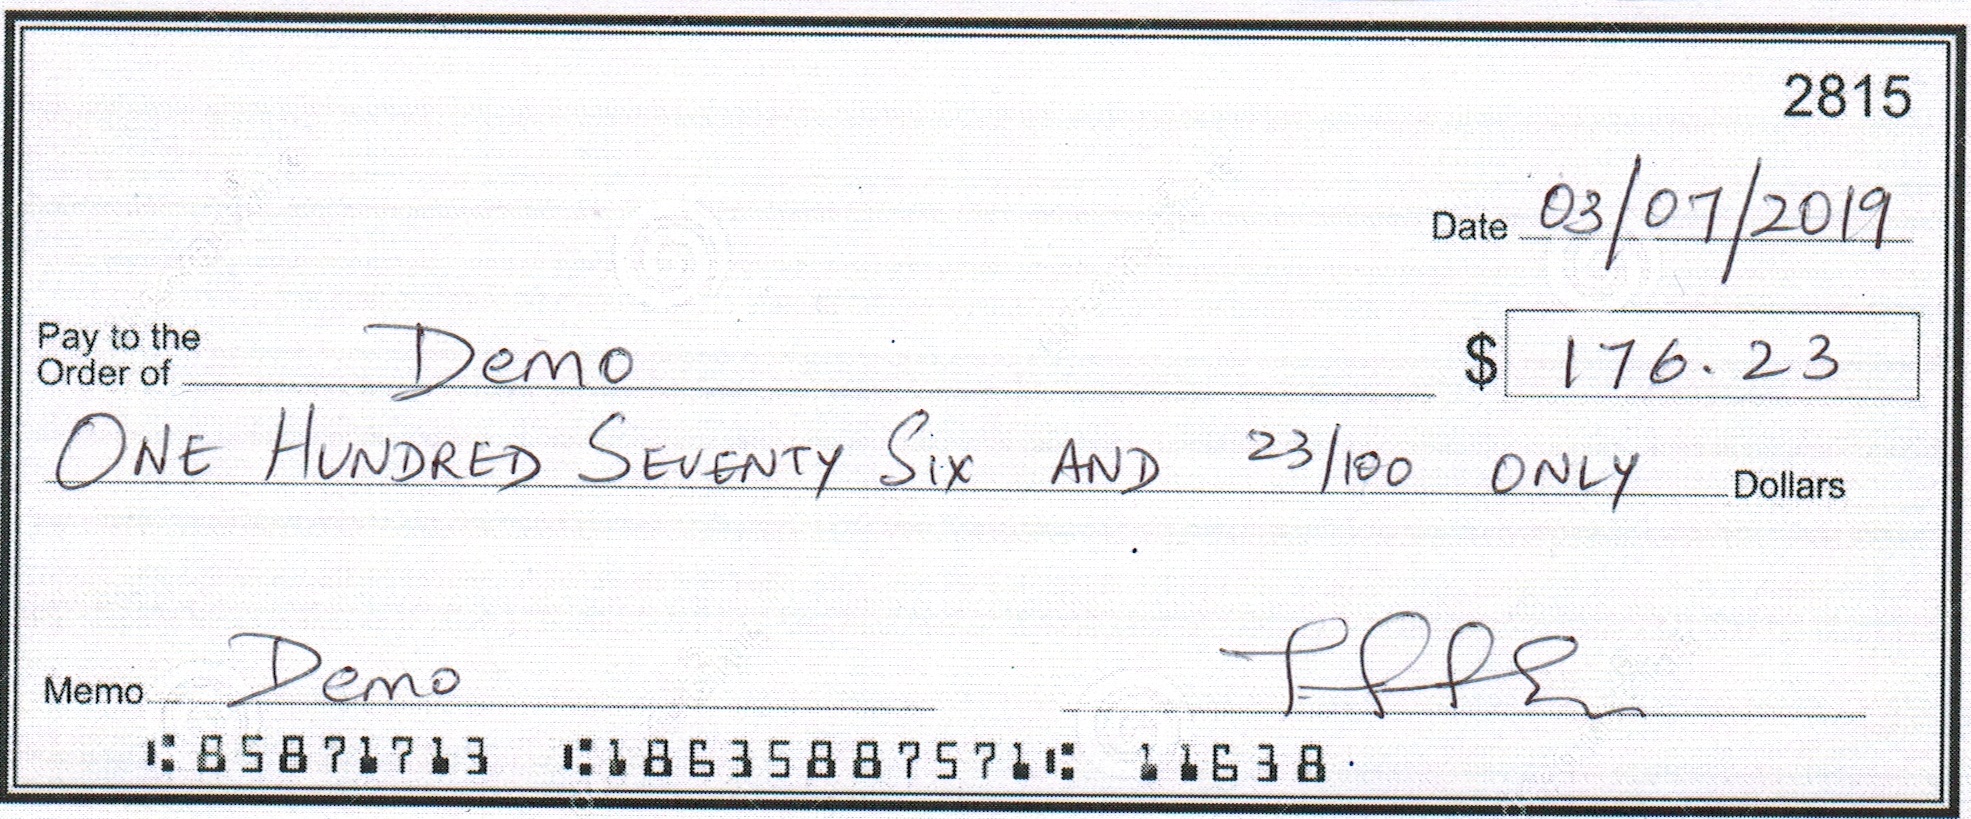 2815
Date 03/07/2019
Pay to the
Order of Demo $ 176.23
ONE HUNDRED SEVENTY SIX AND 23/100 ONLY Dollars
Memo Demo
⑆85871713 ⑆18635887571⑆ 11638